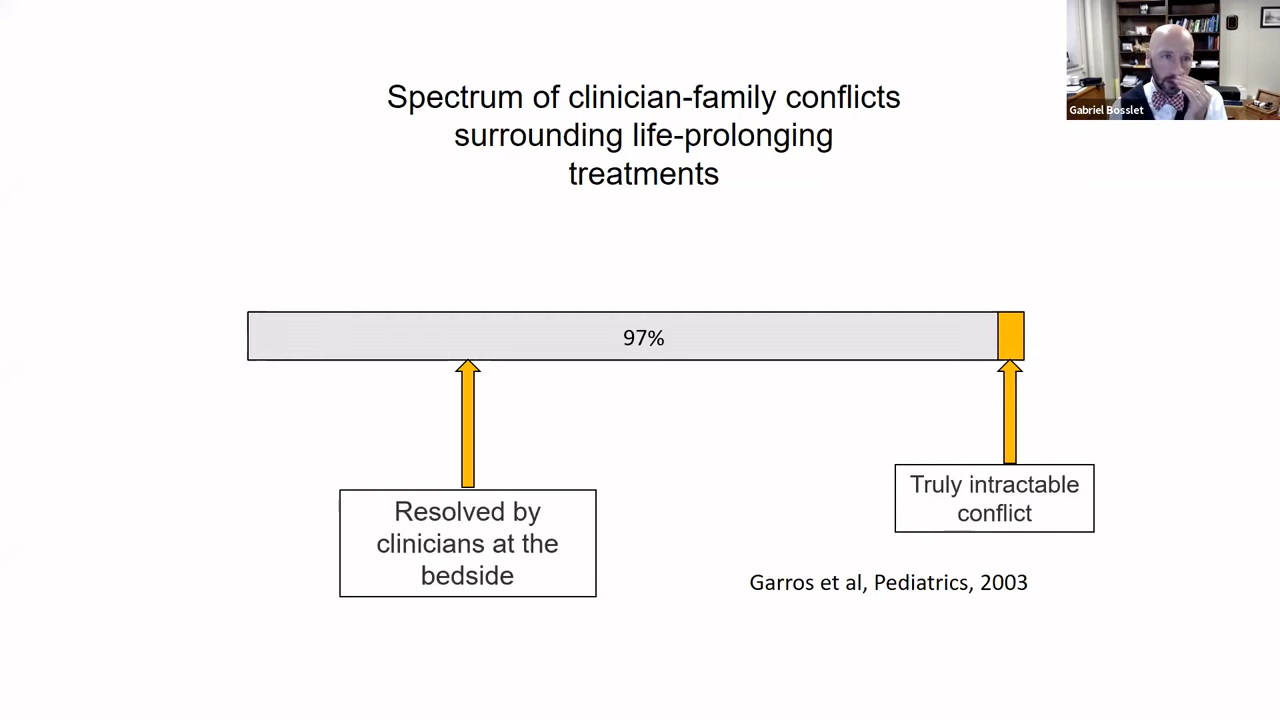 Spectrum of clinician-family conflicts
surrounding life-prolonging
treatments
Gabriel Bosslet
97%
Resolved by
clinicians at the
bedside
Truly intractable
conflict
Garros et al, Pediatrics, 2003